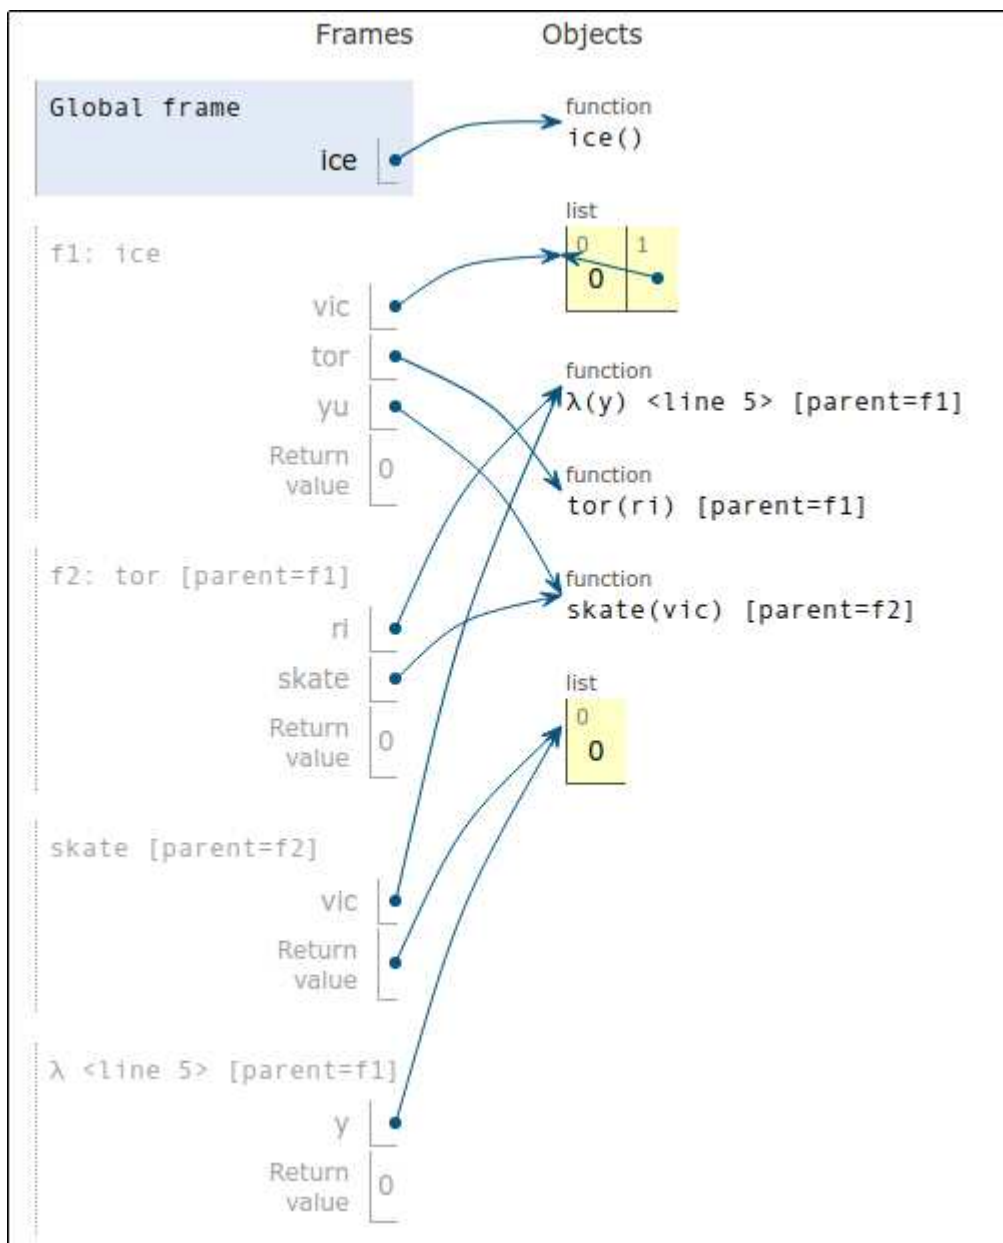 Frames Objects
Global frame
ice
function
ice()
list
0 1
0
f1: ice
vic
tor
yu
Return
value
0
function
λ(y) <line 5> [parent=f1]
function
tor(ri) [parent=f1]
f2: tor [parent=f1]
ri
skate
Return
value
0
function
skate(vic) [parent=f2]
list
0
0
skate [parent=f2]
vic
Return
value
λ <line 5> [parent=f1]
y
Return
value
0